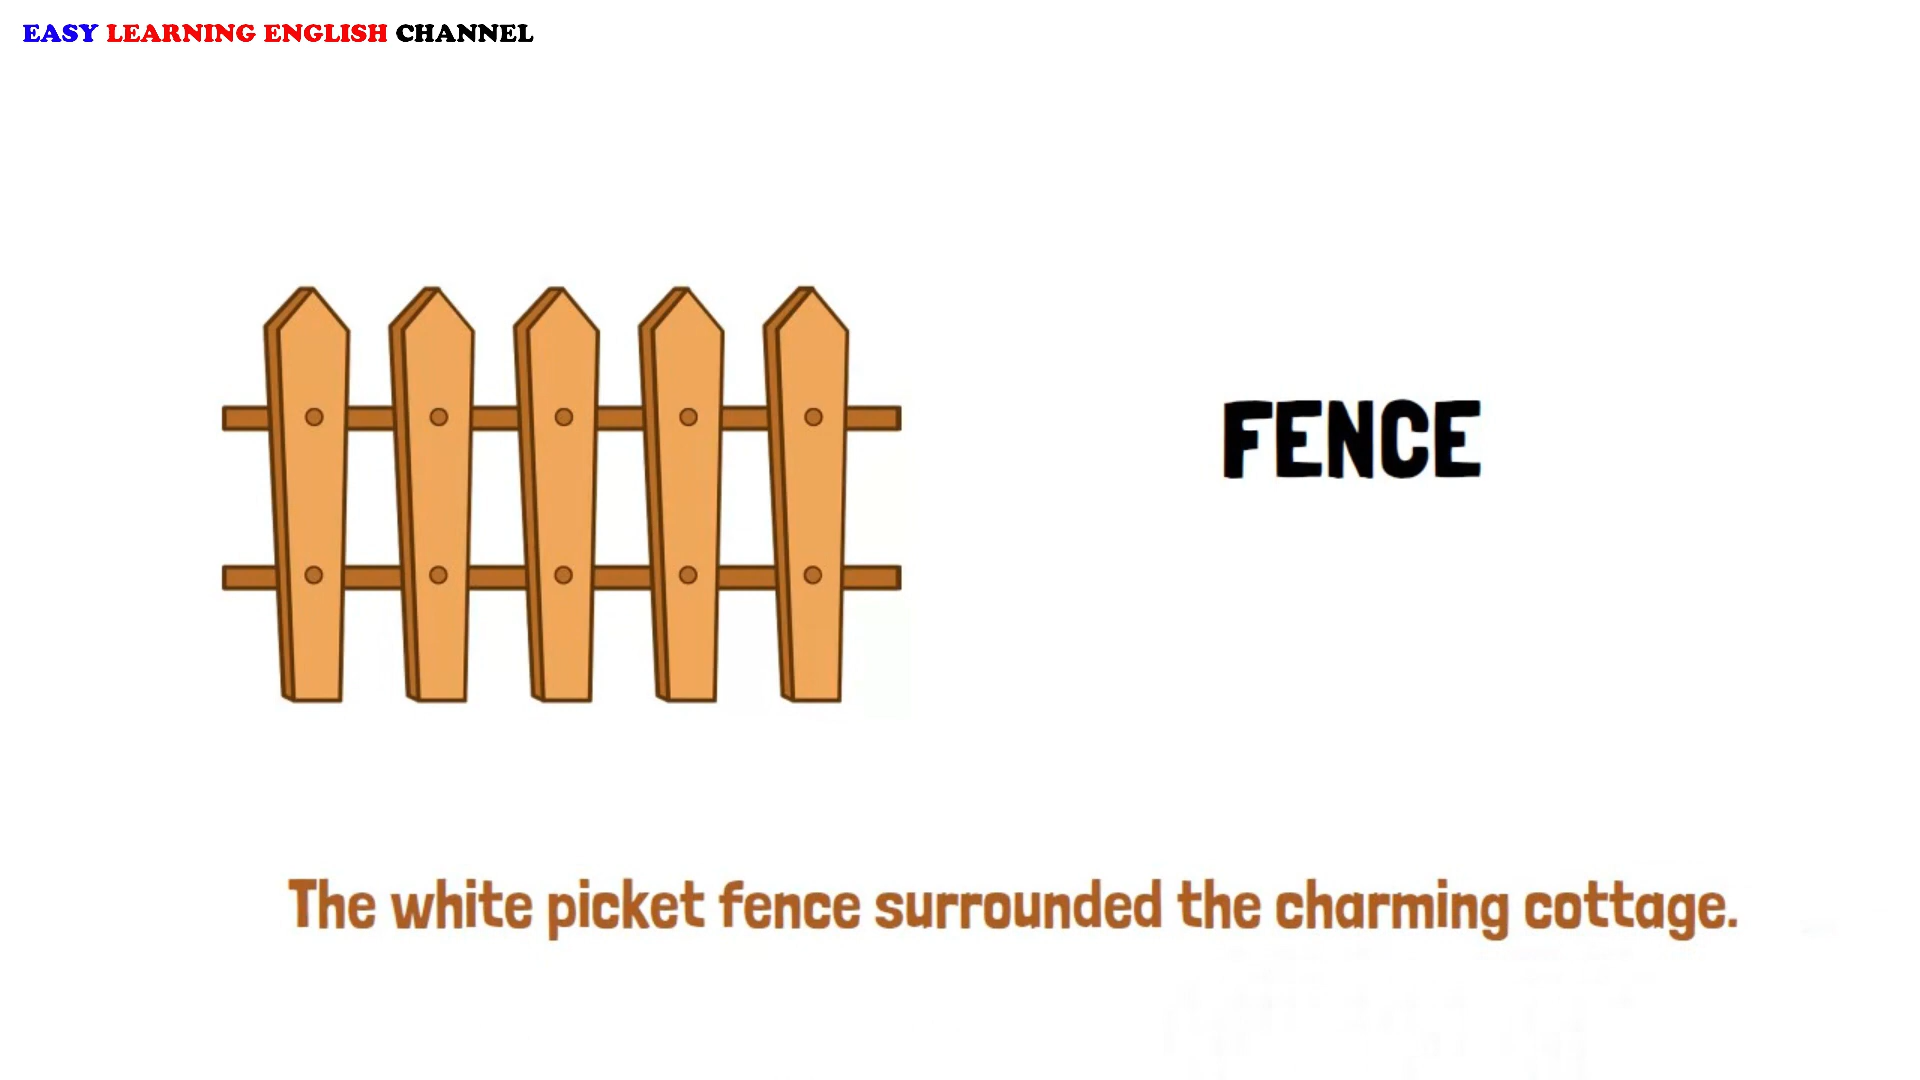 EASY LEARNING ENGLISH CHANNEL
FENCE
The white picket fence surrounded the charming cottage.